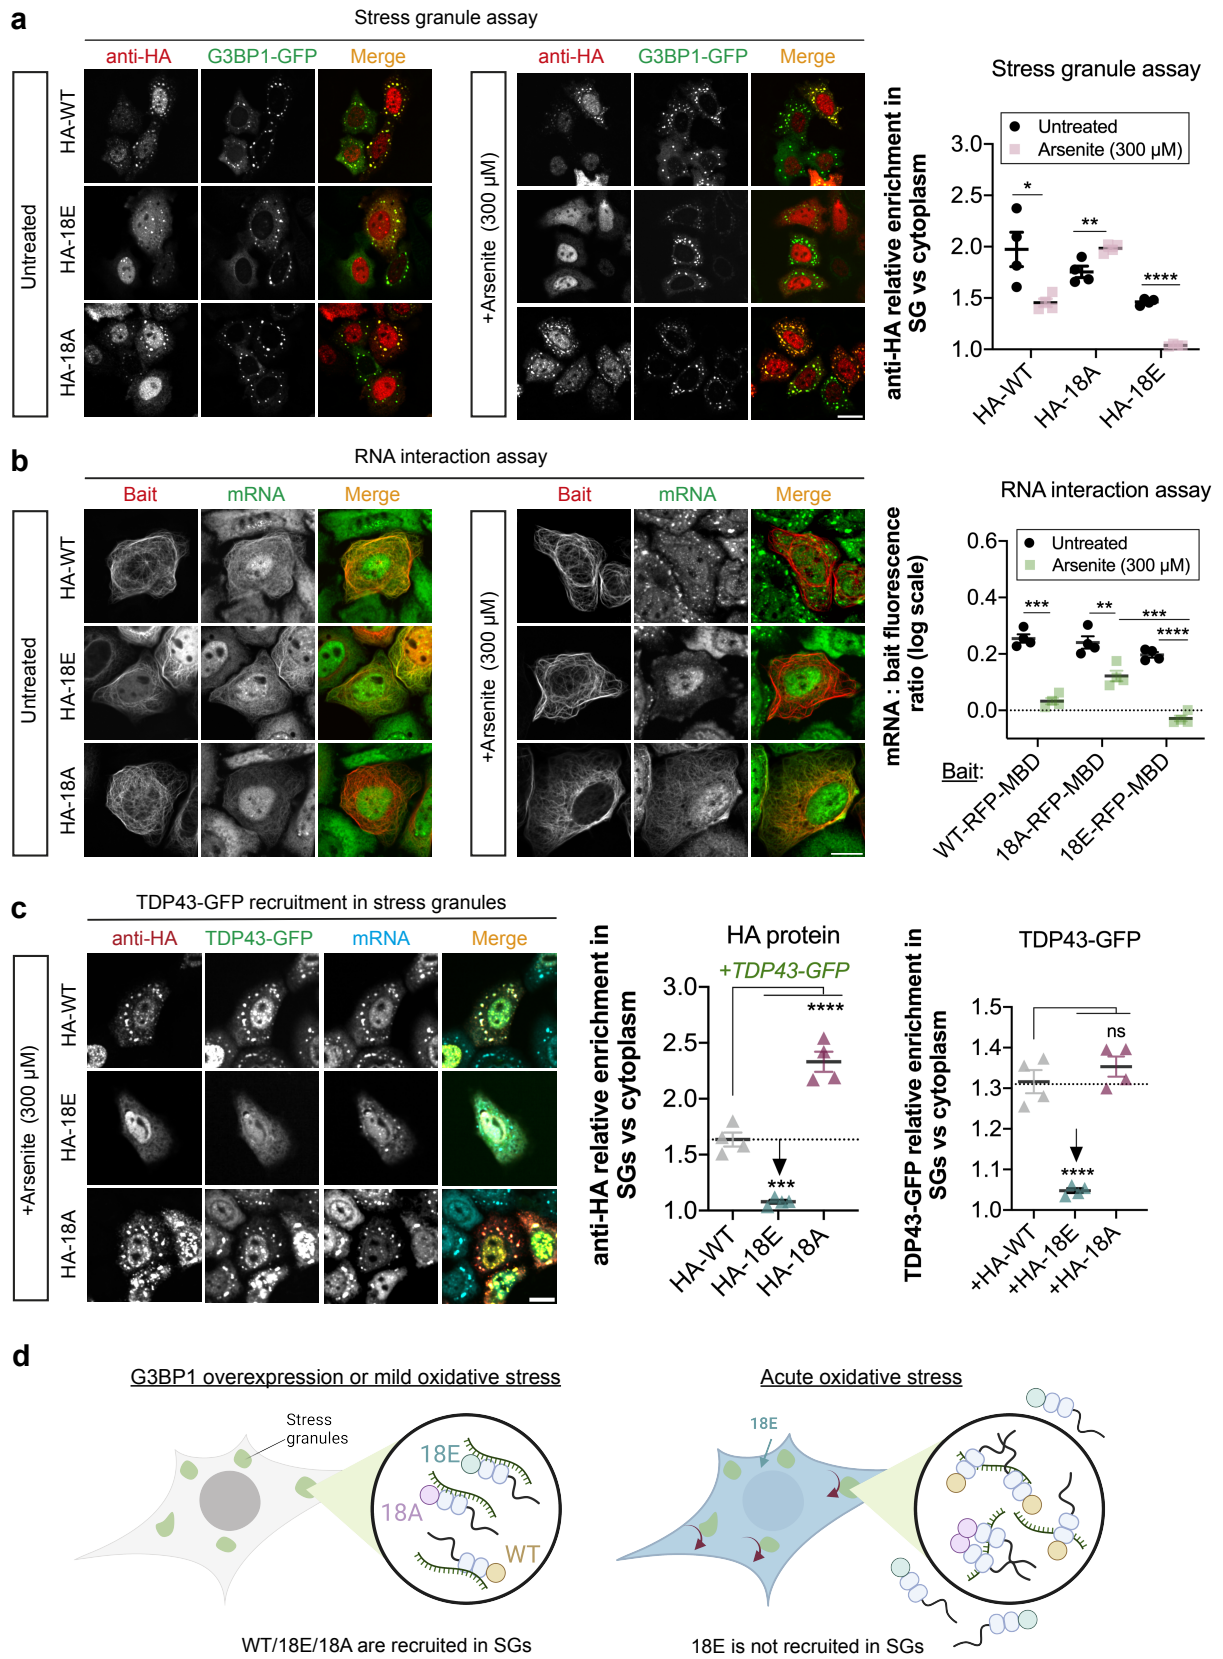 a
Stress granule assay
anti-HA G3BP1-GFP Merge
anti-HA G3BP1-GFP Merge
Untreated
HA-WT
HA-18E
HA-18A
+Arsenite (300 µM)
Stress granule assay
anti-HA relative enrichment in
SG vs cytoplasm
Untreated
Arsenite (300 µM)
3.0
2.5
2.0
1.5
1.0
*
**
****
HA-WT
HA-18A
HA-18E
b
RNA interaction assay
Bait mRNA Merge
Bait mRNA Merge
Untreated
HA-WT
HA-18E
HA-18A
+Arsenite (300 µM)
RNA interaction assay
mRNA : bait fluorescence
ratio (log scale)
Untreated
Arsenite (300 µM)
0.6
0.4
0.2
0.0
***
**
***
****
Bait:
WT-RFP-MBD
18A-RFP-MBD
18E-RFP-MBD
c
TDP43-GFP recruitment in stress granules
anti-HA TDP43-GFP mRNA Merge
+Arsenite (300 µM)
HA-WT
HA-18E
HA-18A
HA protein
+TDP43-GFP
anti-HA relative enrichment in
SGs vs cytoplasm
3.0
2.5
2.0
1.5
1.0
****
***
HA-WT
HA-18E
HA-18A
TDP43-GFP
TDP43-GFP relative enrichment in
SGs vs cytoplasm
1.5
1.4
1.3
1.2
1.1
1.0
ns
****
+HA-WT
+HA-18E
+HA-18A
d
G3BP1 overexpression or mild oxidative stress
Stress
granules
18E
18A
WT
WT/18E/18A are recruited in SGs
Acute oxidative stress
18E
18E is not recruited in SGs